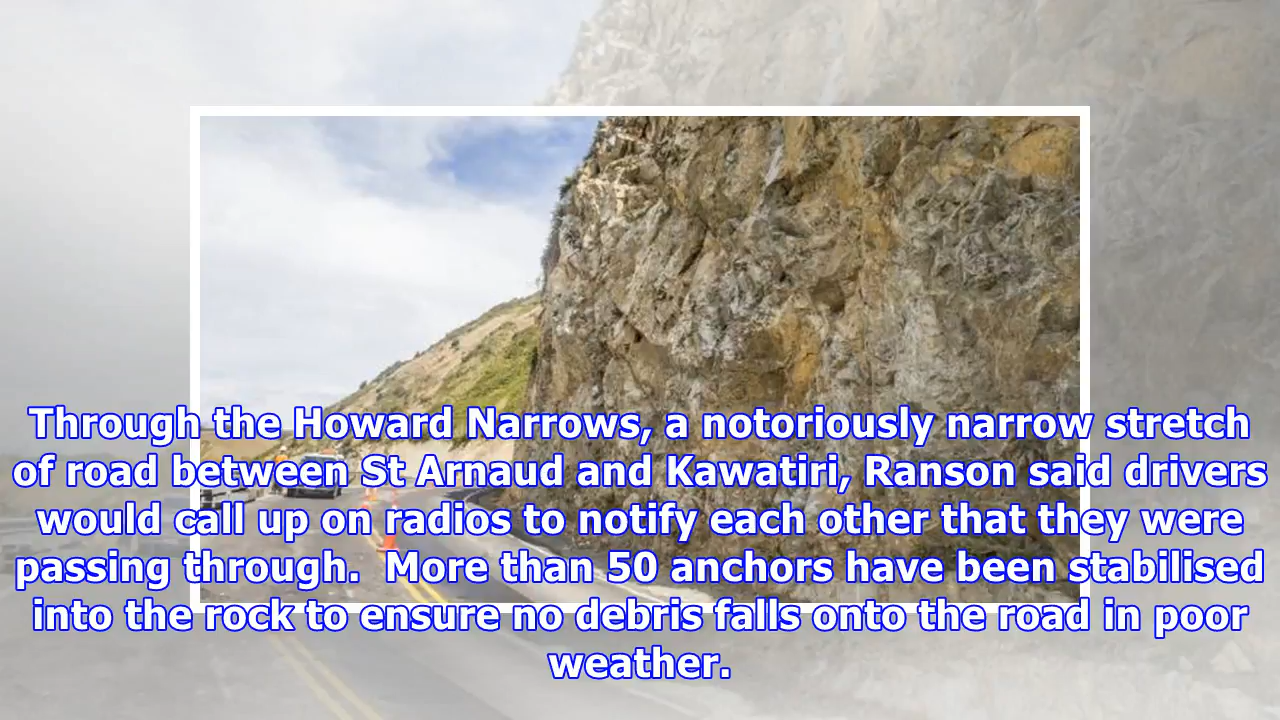 Through the Howard Narrows, a notoriously narrow stretch
of road between St Arnaud and Kawatiri, Ranson said drivers
would call up on radios to notify each other that they were
passing through.  More than 50 anchors have been stabilised
into the rock to ensure no debris falls onto the road in poor
weather.